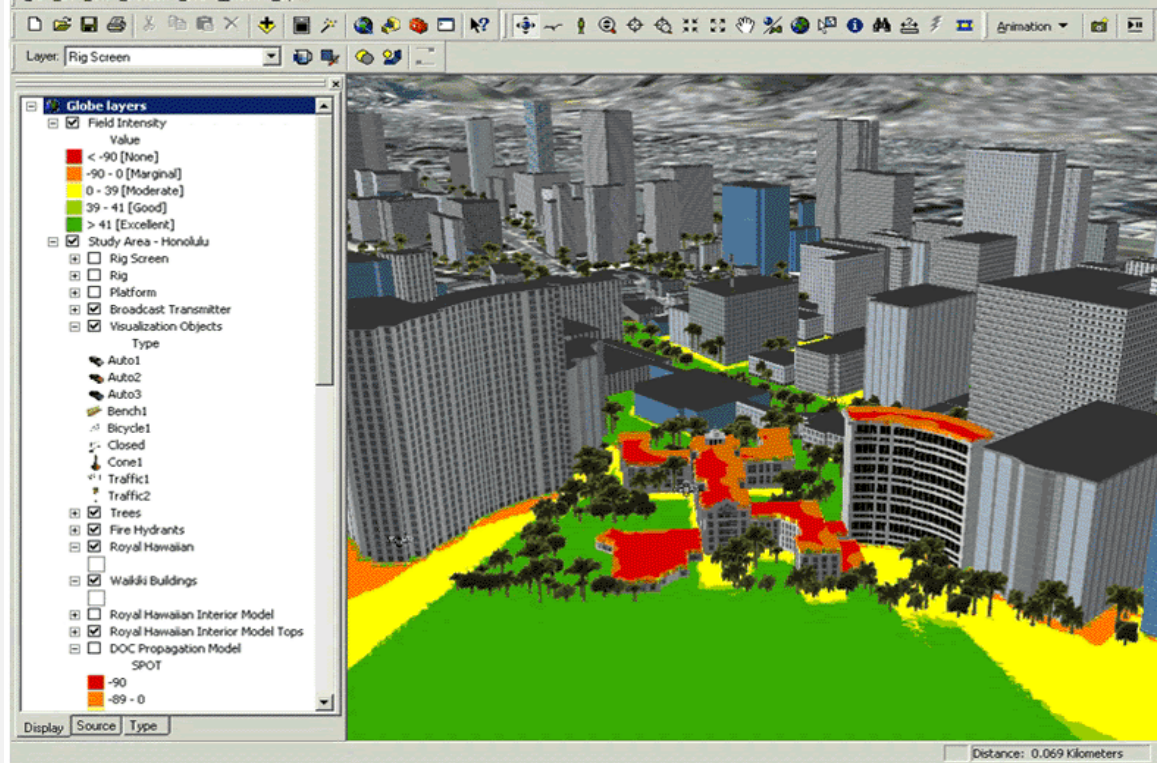 Animation
Layer: Rig Screen
Globe layers
Field Intensity
Value
< -90 [None]
-90 - 0 [Marginal]
0 - 39 [Moderate]
39 - 41 [Good]
> 41 [Excellent]
Study Area - Honolulu
Rig Screen
Rig
Platform
Broadcast Transmitter
Visualization Objects
Type
Auto1
Auto2
Auto3
Bench1
Bicycle1
Closed
Cone1
Traffic1
Traffic2
Trees
Fire Hydrants
Royal Hawaiian
Waikiki Buildings
Royal Hawaiian Interior Model
Royal Hawaiian Interior Model Tops
DOC Propagation Model
SPOT
-90
-89 - 0
Display Source Type
Distance: 0.069 Kilometers